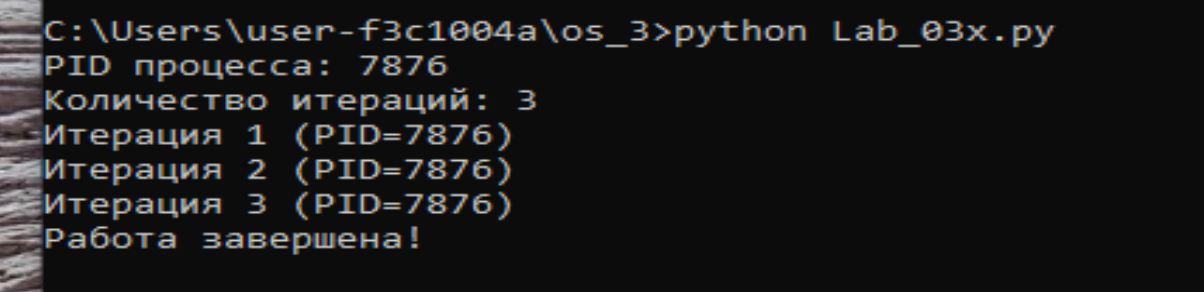 C:\Users\user-f3c1004a\os_3>python Lab_03x.py
PID процесса: 7876
Количество итераций: 3
Итерация 1 (PID=7876)
Итерация 2 (PID=7876)
Итерация 3 (PID=7876)
Работа завершена!